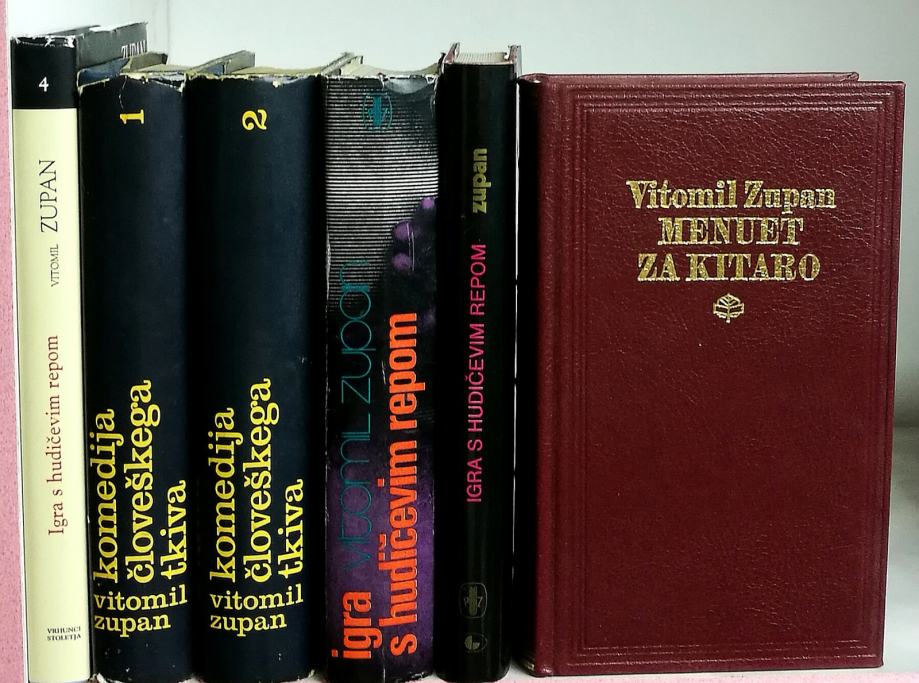 4
VITOMIL ZUPAN
Igra s hudičevim repom
VRHUNCI
STOLETJA
ZUPAN
1
komedija
človeškega
tkiva
vitomil
zupan
2
komedija
človeškega
tkiva
vitomil
zupan
vitomil zupan
igra
s hudičevim repom
zupan
IGRA S HUDIČEVIM REPOM
Vitomil Zupan
MENUET
ZA KITARO